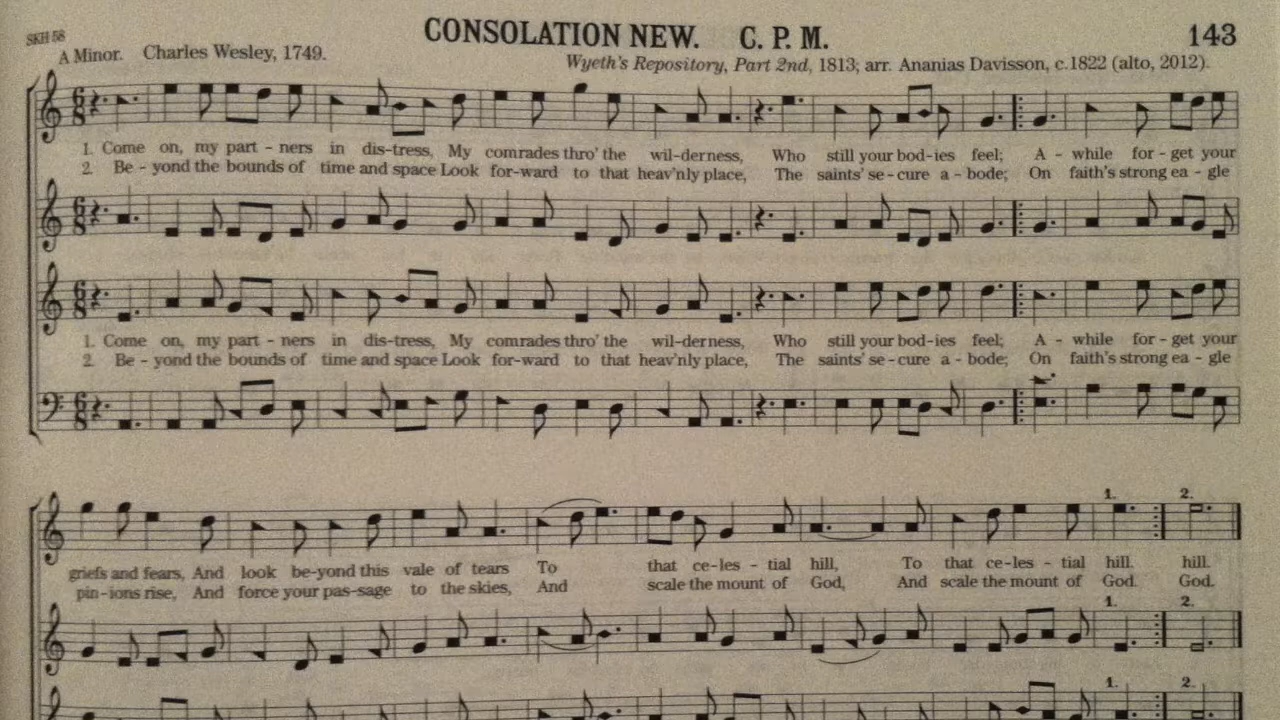 CONSOLATION NEW. C. P. M. 143
SKH 58
A Minor. Charles Wesley, 1749.
Wyeth's Repository, Part 2nd, 1813; arr. Ananias Davisson, c.1822 (alto, 2012).
1. Come on, my part - ners in dis-tress, My comrades thro' the wil-derness, Who still your bod-ies feel; A - while for - get your
2. Be - yond the bounds of time and space Look for-ward to that heav'nly place, The saints' se - cure a - bode; On faith's strong ea - gle
1. Come on, my part - ners in dis-tress, My comrades thro' the wil-derness, Who still your bod-ies feel; A - while for - get your
2. Be - yond the bounds of time and space Look for-ward to that heav'nly place, The saints' se - cure a - bode; On faith's strong ea - gle
1. 2.
griefs and fears, And look be-yond this vale of tears To that ce-les - tial hill, To that ce-les - tial hill. hill.
pin-ions rise, And force your pas-sage to the skies, And scale the mount of God, And scale the mount of God. God.
1. 2.
1. 2.